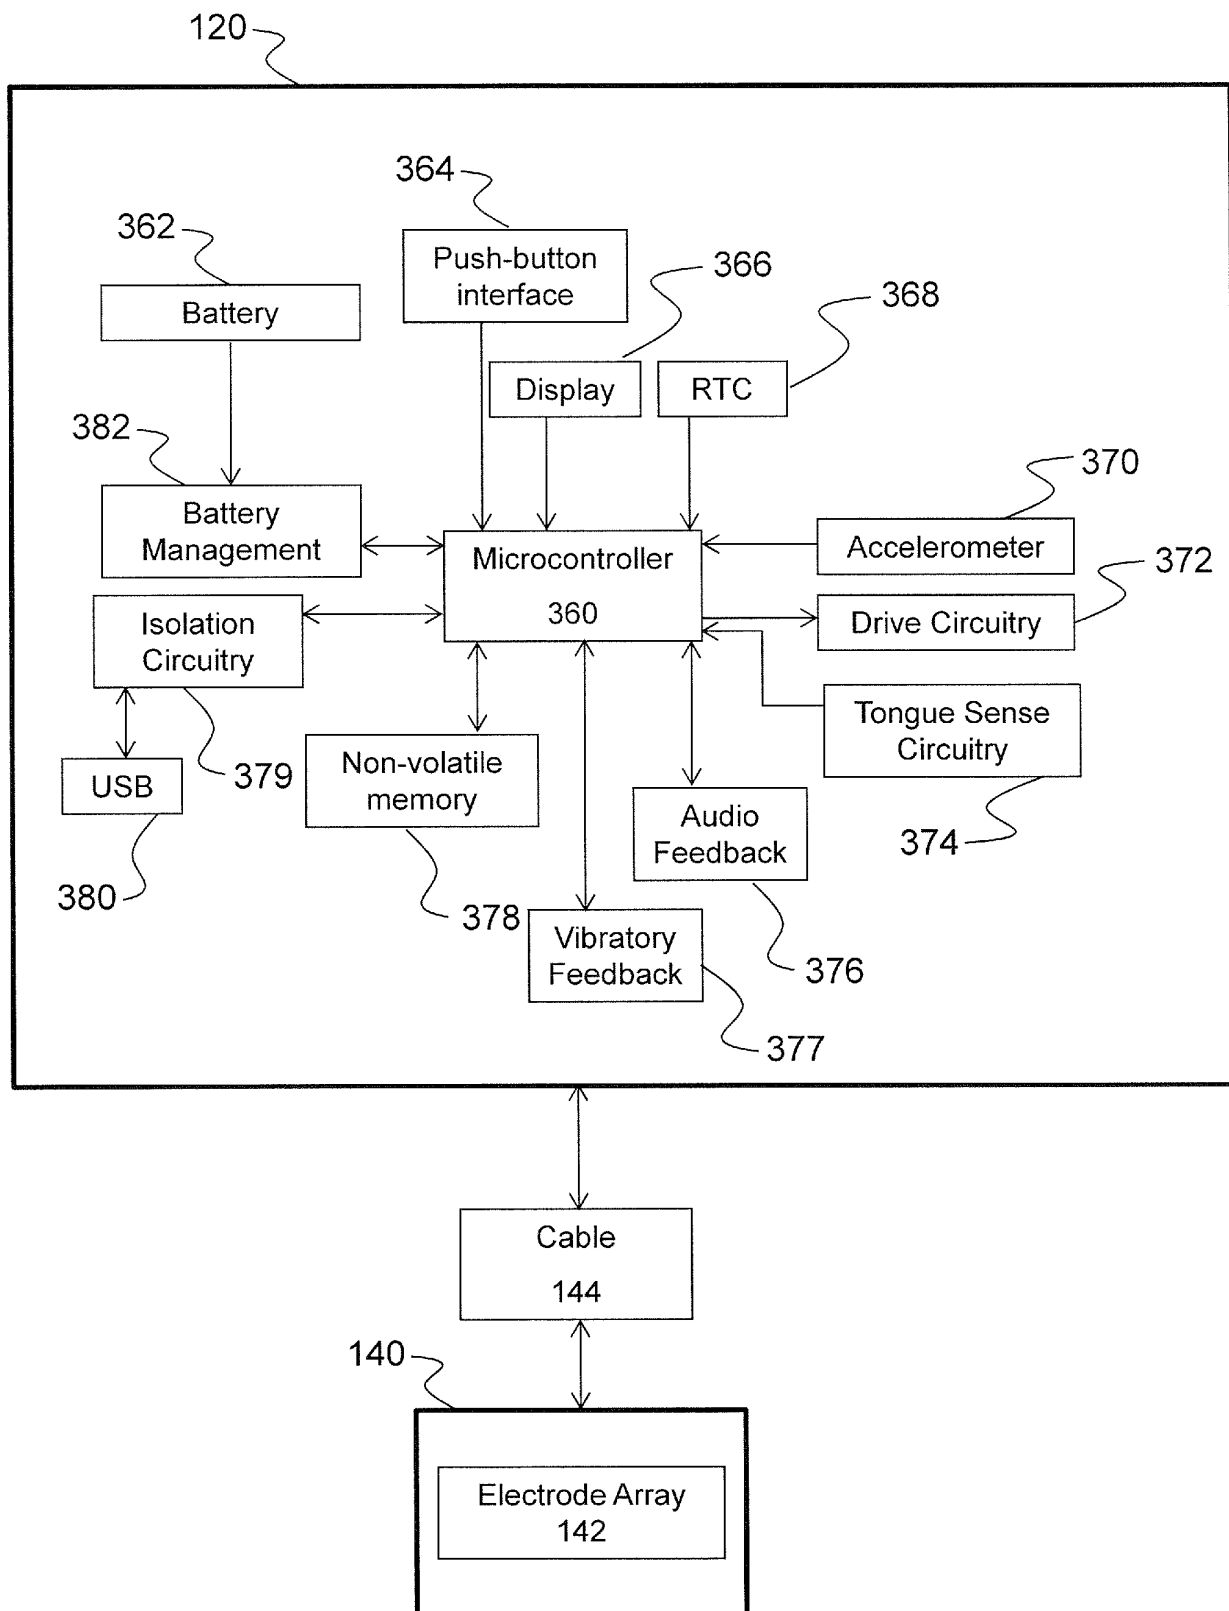 120
364
362
Push-button
interface
366
368
Battery
Display
RTC
382
370
Battery
Management
Microcontroller
360
Accelerometer
372
Isolation
Circuitry
Drive Circuitry
Tongue Sense
Circuitry
379
Non-volatile
memory
USB
Audio
Feedback
374
380
378
Vibratory
Feedback
376
377
Cable
144
140
Electrode Array
142